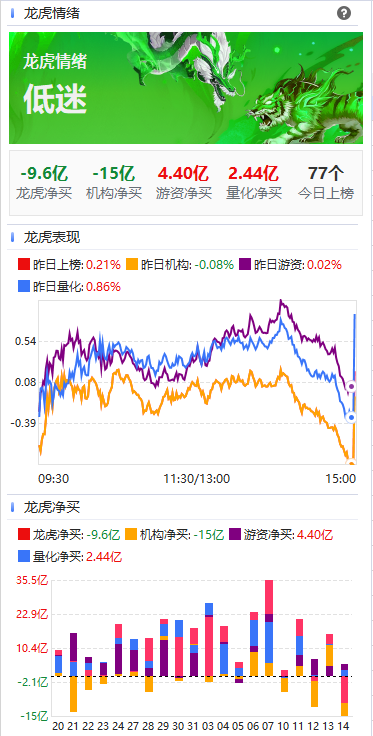 龙虎情绪 ?
龙虎情绪
低迷
-9.6亿 -15亿 4.40亿 2.44亿 77个
龙虎净买 机构净买 游资净买 量化净买 今日上榜
龙虎表现
昨日上榜: 0.21% 昨日机构: -0.08% 昨日游资: 0.02%
昨日量化: 0.86%
0.54
0.08
-0.39
09:30 11:30/13:00 15:00
龙虎净买
龙虎净买: -9.6亿 机构净买: -15亿 游资净买: 4.40亿
量化净买: 2.44亿
35.5亿
22.9亿
10.4亿
-2.1亿
-15亿
20 21 22 23 24 27 28 29 30 31 03 04 05 06 07 10 11 12 13 14